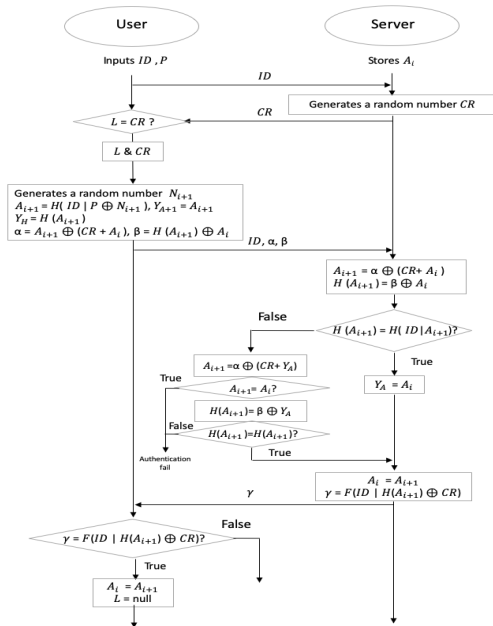 User
Server
Inputs ID , P
Stores A_i
ID
Generates a random number CR
CR
L = CR ?
L & CR
Generates a random number N_{i+1}
A_{i+1} = H( ID | P ⊕ N_{i+1}), Y_{A+1} = A_{i+1}
Y_H = H (A_{i+1})
α = A_{i+1} ⊕ (CR + A_i), β = H (A_{i+1}) ⊕ A_i
ID, α, β
A_{i+1} = α ⊕ (CR+ A_i)
H (A_{i+1}) = β ⊕ A_i
False
H (A_{i+1}) = H( ID|A_{i+1})?
True
A_{i+1}=α ⊕ (CR+ Y_A)
True
A_{i+1}= A_i?
Y_A = A_i
H(A_{i+1})= β ⊕ Y_A
False
H(A_{i+1})=H(A_{i+1})?
True
Authentication
fail
A_i = A_{i+1}
γ = F(ID | H(A_{i+1}) ⊕ CR)
γ
False
γ = F(ID | H(A_{i+1}) ⊕ CR)?
True
A_i = A_{i+1}
L = null